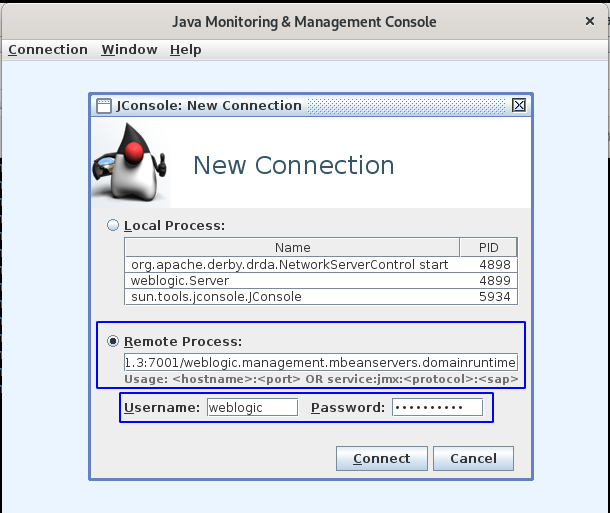 Java Monitoring & Management Console
Connection Window Help
JConsole: New Connection
New Connection
Local Process:
Name PID
org.apache.derby.drda.NetworkServerControl start 4898
weblogic.Server 4899
sun.tools.jconsole.JConsole 5934
Remote Process:
1.3:7001/weblogic.management.mbeanservers.domainruntime
Usage: <hostname>:<port> OR service:jmx:<protocol>:<sap>
Username: weblogic Password: ••••••••••
Connect Cancel